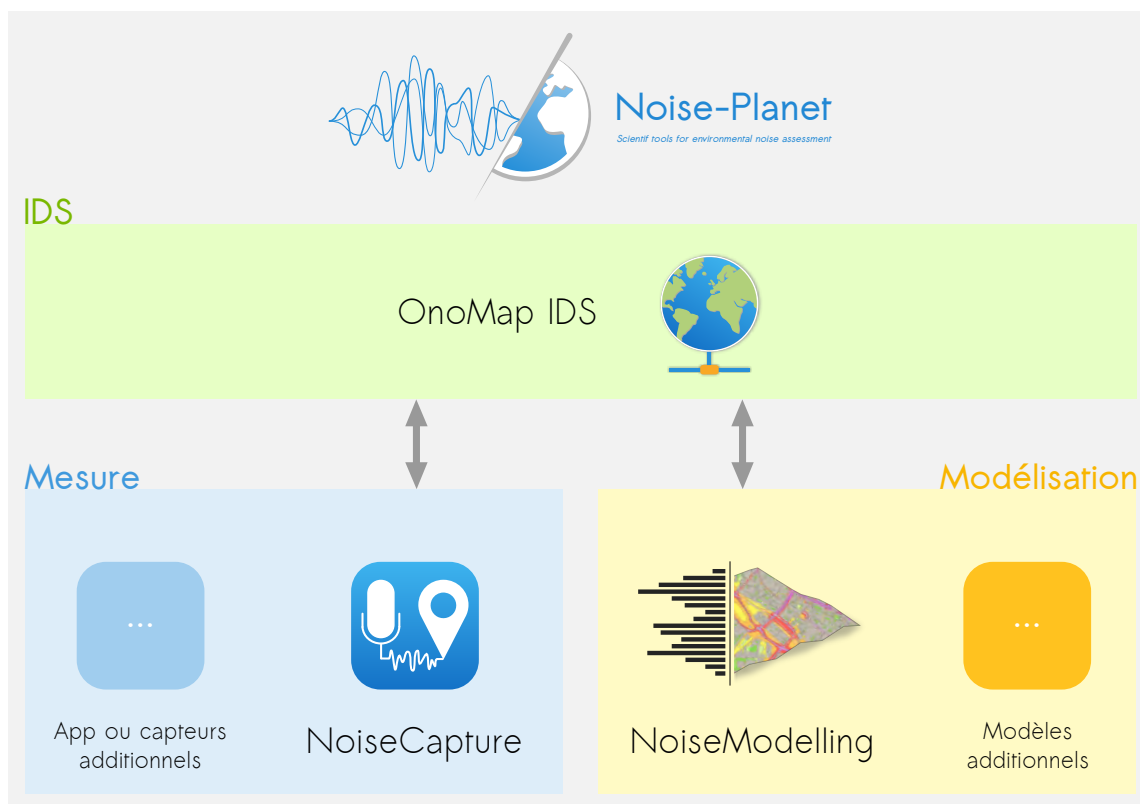 Noise-Planet
Scientif tools for environmental noise assessment
IDS
OnoMap IDS
Mesure
Modélisation
...
...
App ou capteurs
additionnels
NoiseCapture
NoiseModelling
Modèles
additionnels